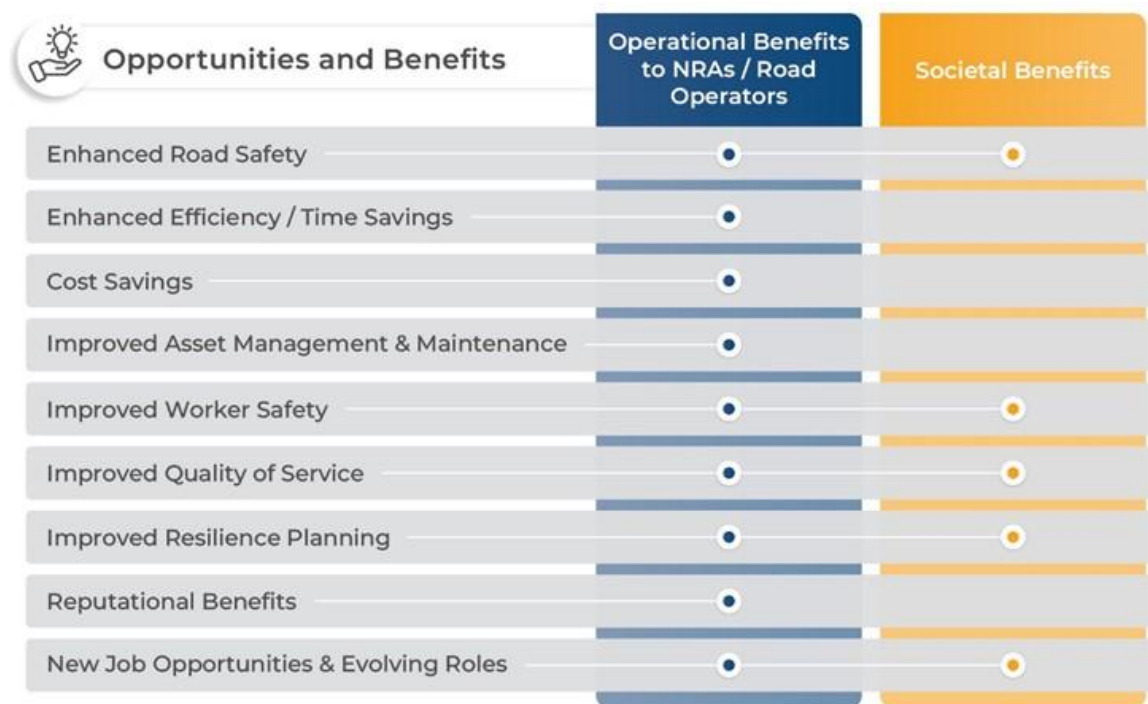 Opportunities and Benefits
Operational Benefits
to NRAs / Road
Operators
Societal Benefits
Enhanced Road Safety
Enhanced Efficiency / Time Savings
Cost Savings
Improved Asset Management & Maintenance
Improved Worker Safety
Improved Quality of Service
Improved Resilience Planning
Reputational Benefits
New Job Opportunities & Evolving Roles